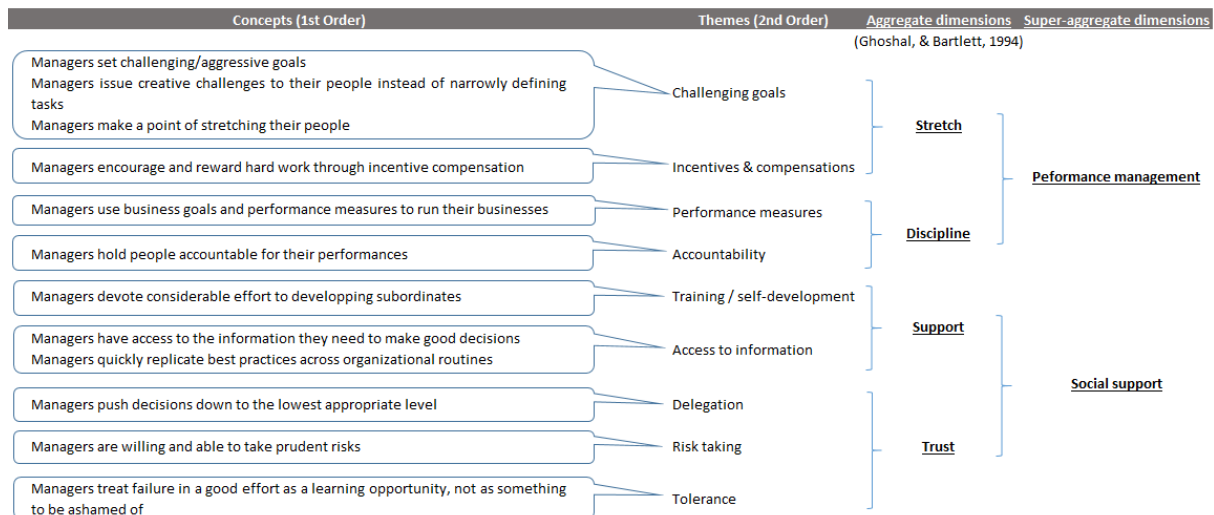 Concepts (1st Order) Themes (2nd Order) Aggregate dimensions Super-aggregate dimensions
(Ghoshal, & Bartlett, 1994)
Managers set challenging/aggressive goals
Managers issue creative challenges to their people instead of narrowly defining
tasks
Managers make a point of stretching their people
Challenging goals
Stretch
Managers encourage and reward hard work through incentive compensation
Incentives & compensations
Peformance management
Managers use business goals and performance measures to run their businesses
Performance measures
Discipline
Managers hold people accountable for their performances
Accountability
Managers devote considerable effort to developping subordinates
Training / self-development
Support
Managers have access to the information they need to make good decisions
Managers quickly replicate best practices across organizational routines
Access to information
Social support
Managers push decisions down to the lowest appropriate level
Delegation
Managers are willing and able to take prudent risks
Risk taking
Trust
Managers treat failure in a good effort as a learning opportunity, not as something
to be ashamed of
Tolerance